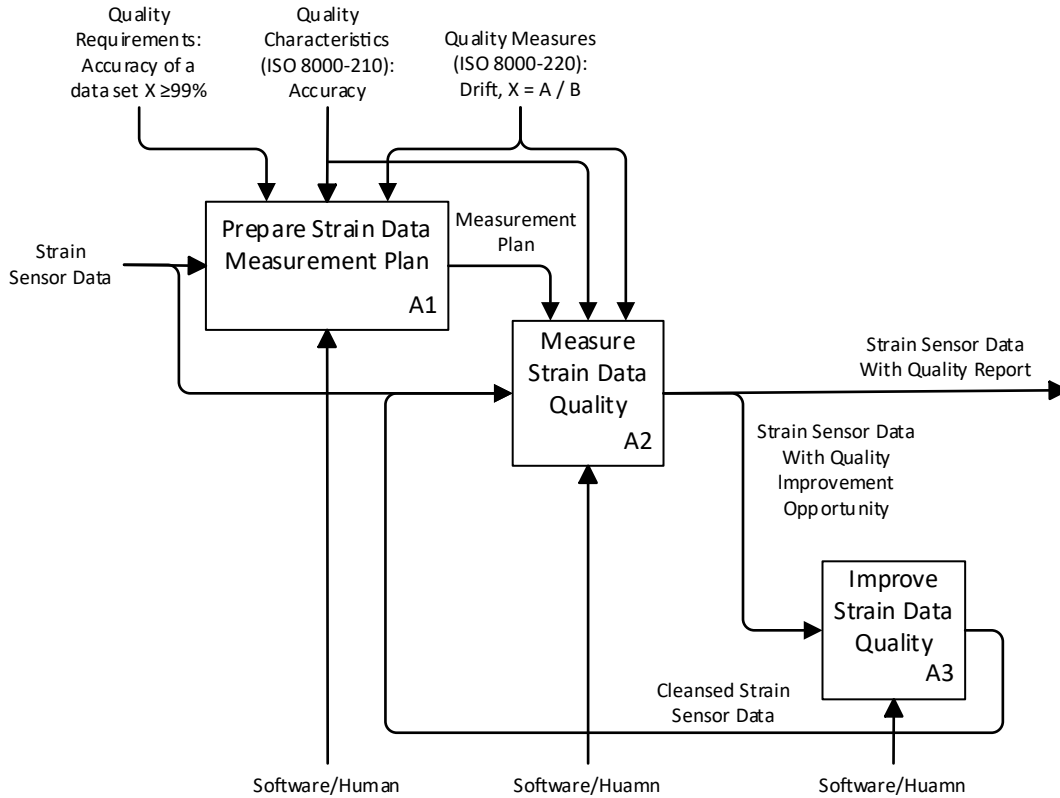 Quality
Requirements:
Accuracy of a
data set X ≥99%
Quality
Characteristics
(ISO 8000-210):
Accuracy
Quality Measures
(ISO 8000-220):
Drift, X = A / B
Strain
Sensor Data
Prepare Strain Data
Measurement Plan
A1
Measurement
Plan
Measure
Strain Data
Quality
A2
Strain Sensor Data
With Quality Report
Strain Sensor Data
With Quality
Improvement
Opportunity
Improve
Strain Data
Quality
A3
Cleansed Strain
Sensor Data
Software/Human
Software/Huamn
Software/Huamn